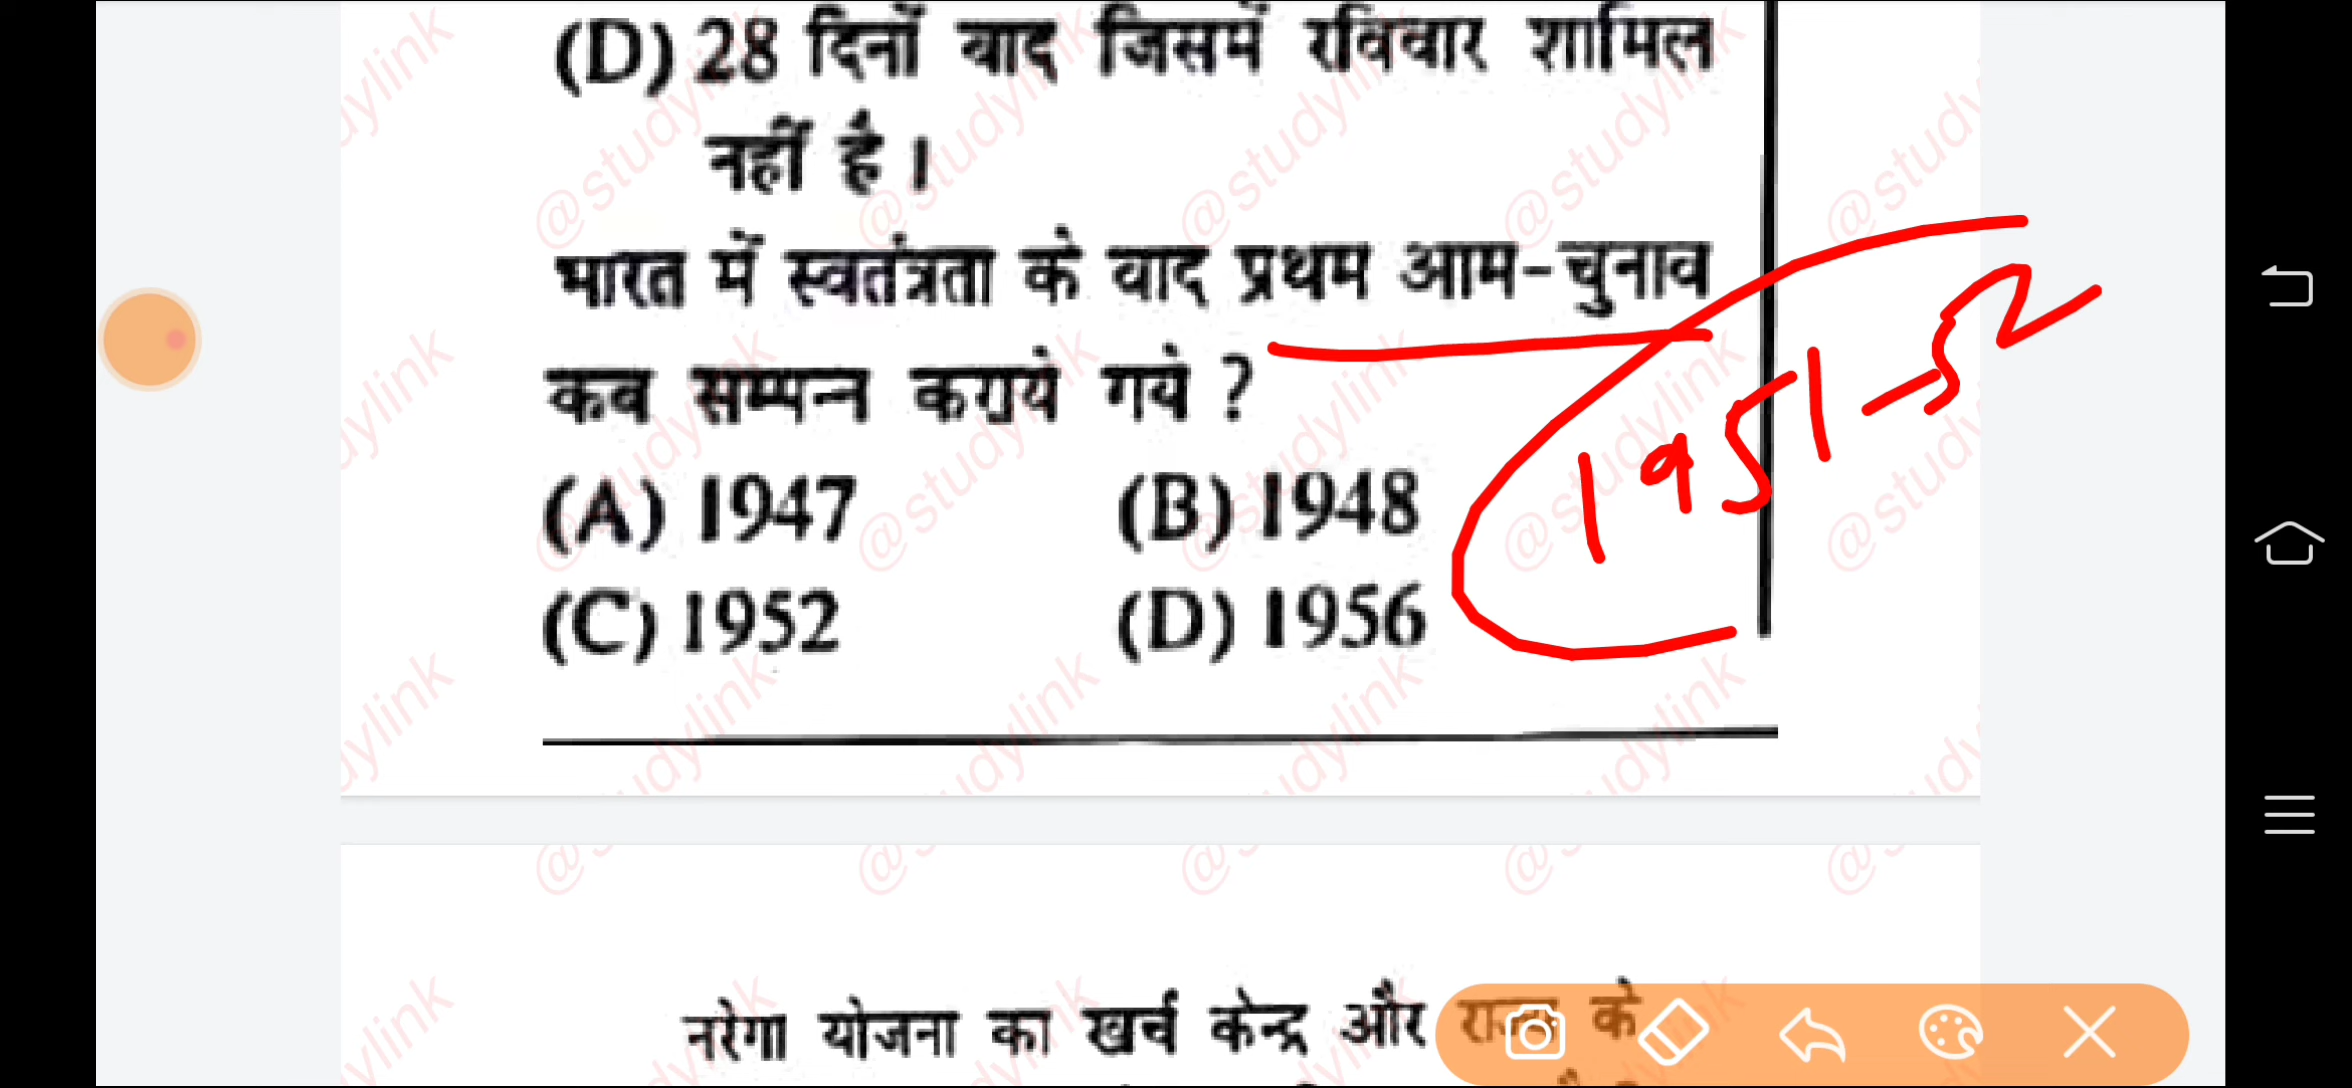 (D) 28 दिनों बाद जिसमें रविवार शामिल
नहीं है ।
भारत में स्वतंत्रता के बाद प्रथम आम-चुनाव
कब सम्पन्न कराये गये ?
1951-52
(A) 1947 (B) 1948
(C) 1952 (D) 1956
नरेगा योजना का खर्च केन्द्र और राज्य के
@studylink